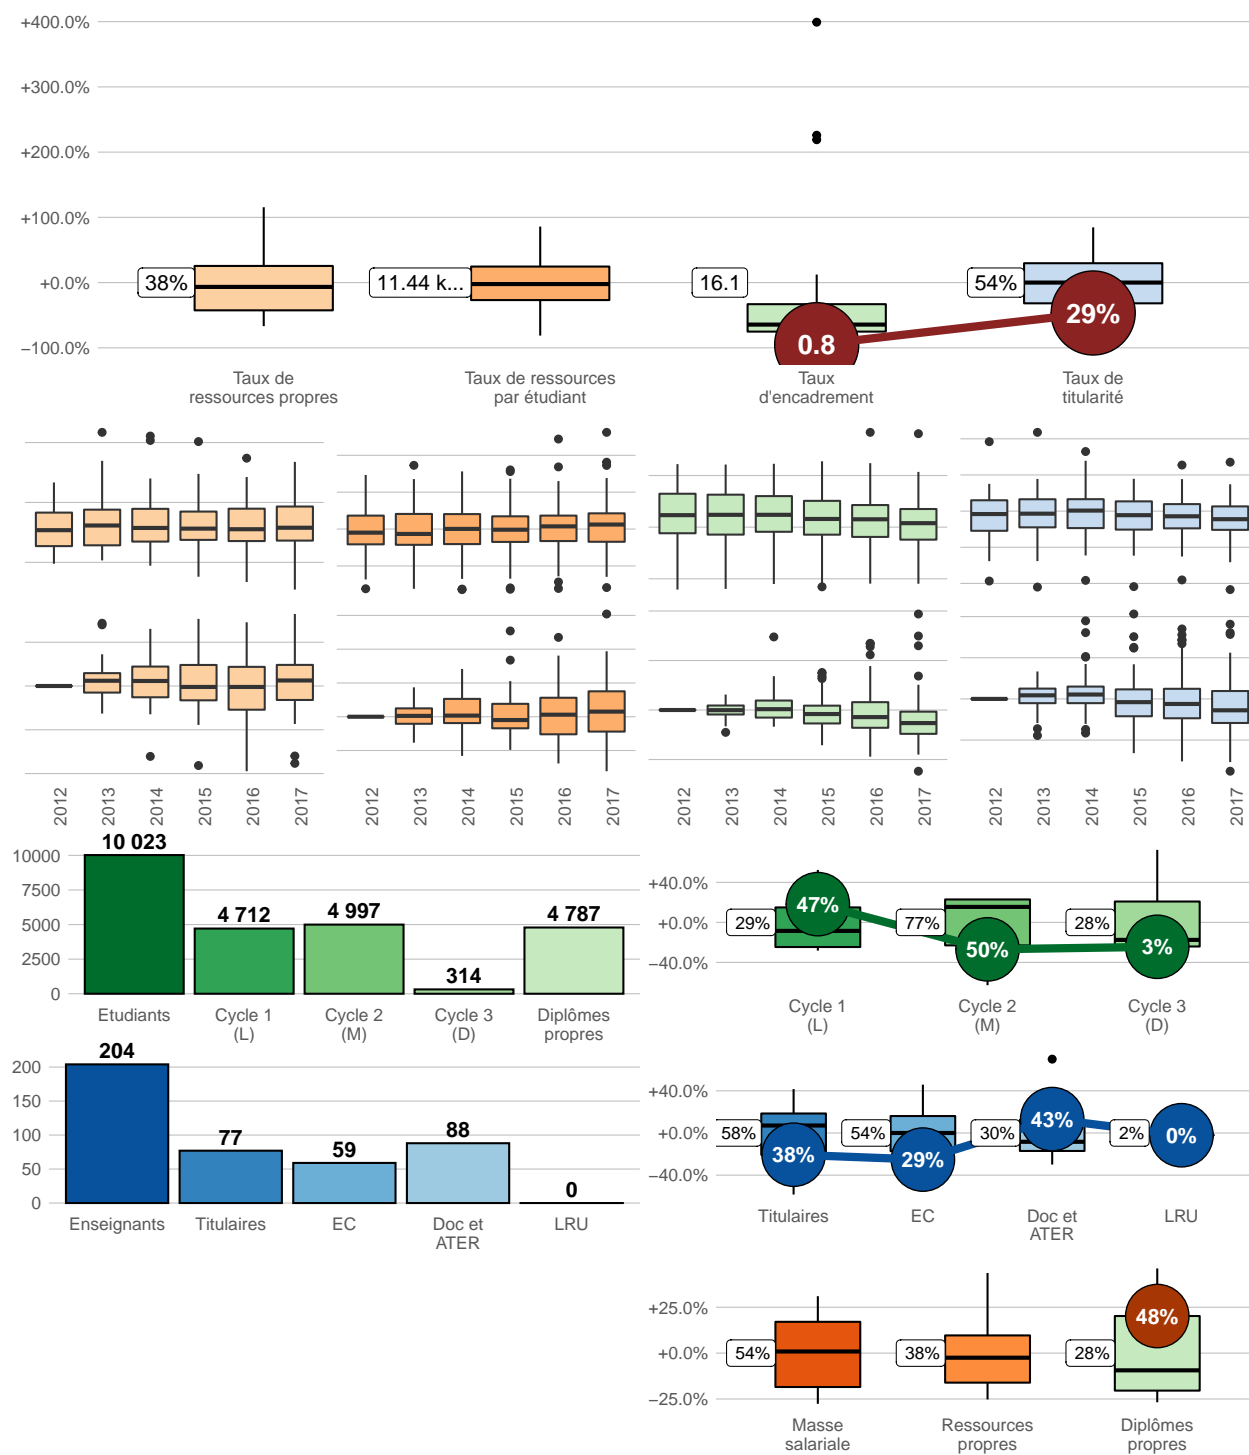 +400.0%
+300.0%
+200.0%
+100.0%
+0.0%
−100.0%
38%
11.44 k...
16.1
54%
0.8
29%
Taux de
ressources propres
Taux de ressources
par étudiant
Taux
d'encadrement
Taux de
titularité
2012
2013
2014
2015
2016
2017
2012
2013
2014
2015
2016
2017
2012
2013
2014
2015
2016
2017
2012
2013
2014
2015
2016
2017
10000
7500
5000
2500
0
10 023
4 712
4 997
314
4 787
Etudiants
Cycle 1
(L)
Cycle 2
(M)
Cycle 3
(D)
Diplômes
propres
+40.0%
+0.0%
−40.0%
29%
47%
77%
50%
28%
3%
Cycle 1
(L)
Cycle 2
(M)
Cycle 3
(D)
200
150
100
50
0
204
77
59
88
0
Enseignants
Titulaires
EC
Doc et
ATER
LRU
+40.0%
+0.0%
−40.0%
58%
38%
54%
29%
30%
43%
2%
0%
Titulaires
EC
Doc et
ATER
LRU
+25.0%
+0.0%
−25.0%
54%
38%
28%
48%
Masse
salariale
Ressources
propres
Diplômes
propres